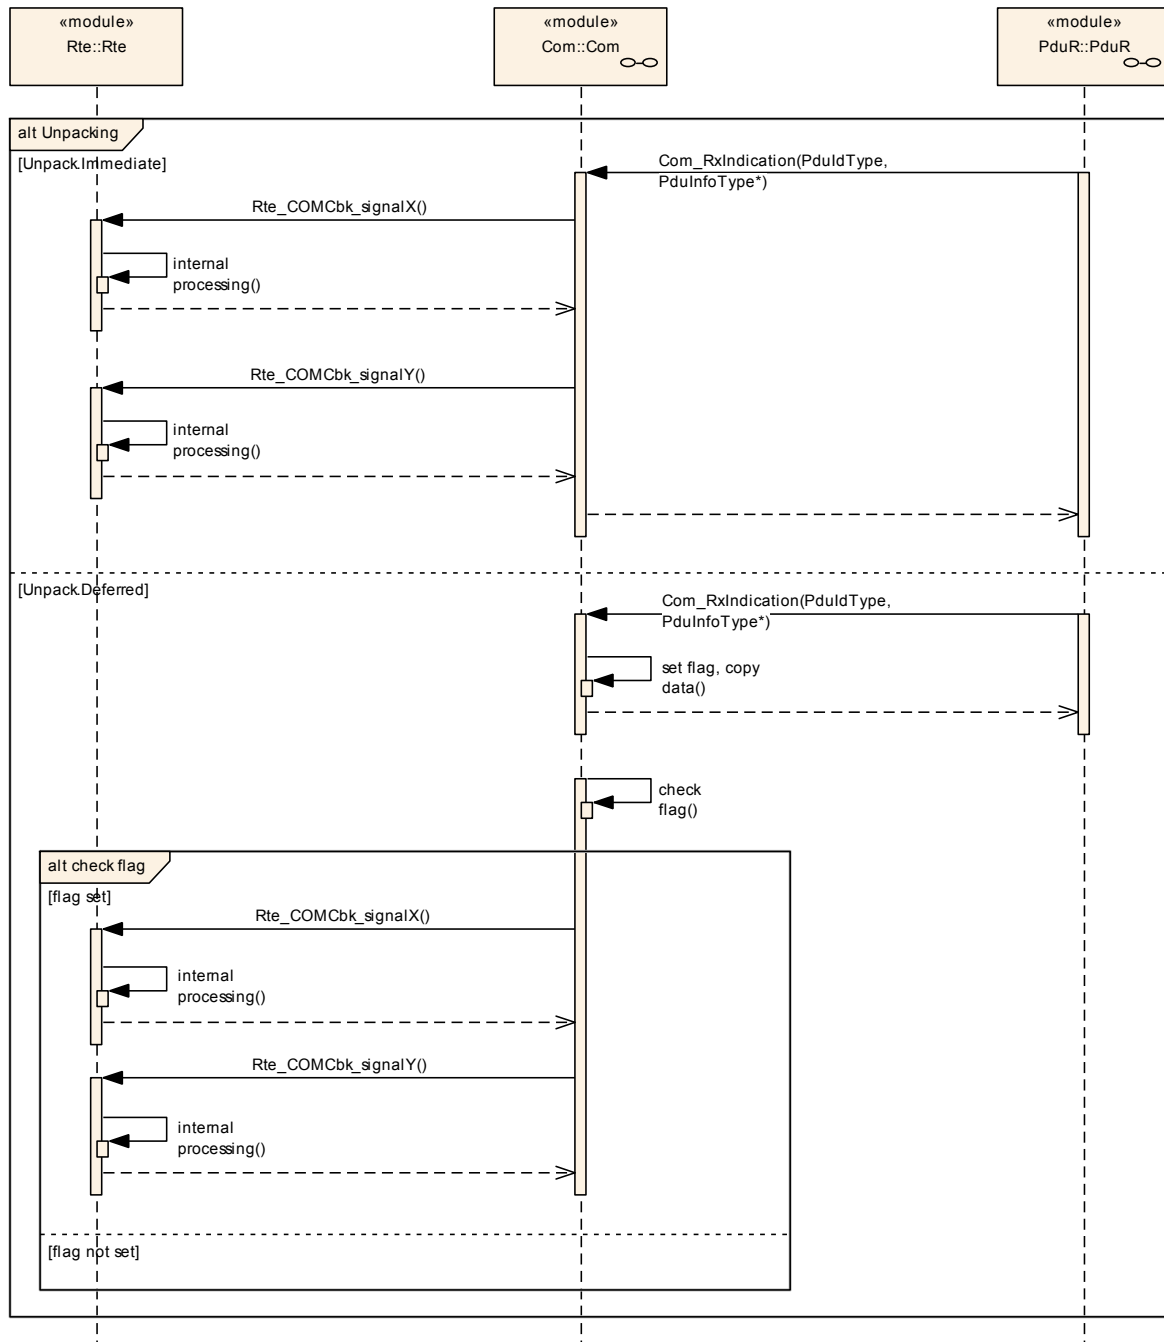 «module»
Rte::Rte
«module»
Com::Com
«module»
PduR::PduR
alt Unpacking
[Unpack.Immediate]
Com_RxIndication(PduIdType,
PduInfoType*)
Rte_COMCbk_signalX()
internal
processing()
Rte_COMCbk_signalY()
internal
processing()
[Unpack.Deferred]
Com_RxIndication(PduIdType,
PduInfoType*)
set flag, copy
data()
check
flag()
alt check flag
[flag set]
Rte_COMCbk_signalX()
internal
processing()
Rte_COMCbk_signalY()
internal
processing()
[flag not set]